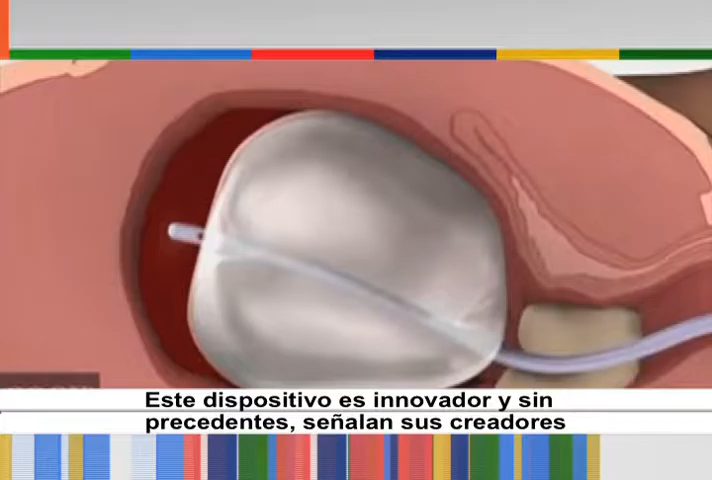 Este dispositivo es innovador y sin
precedentes, señalan sus creadores